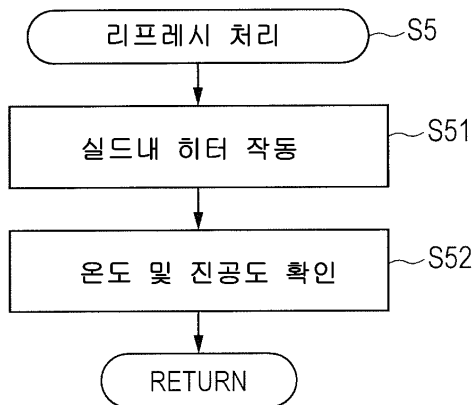 리프레시 처리
S5
실드내 히터 작동
S51
온도 및 진공도 확인
S52
RETURN